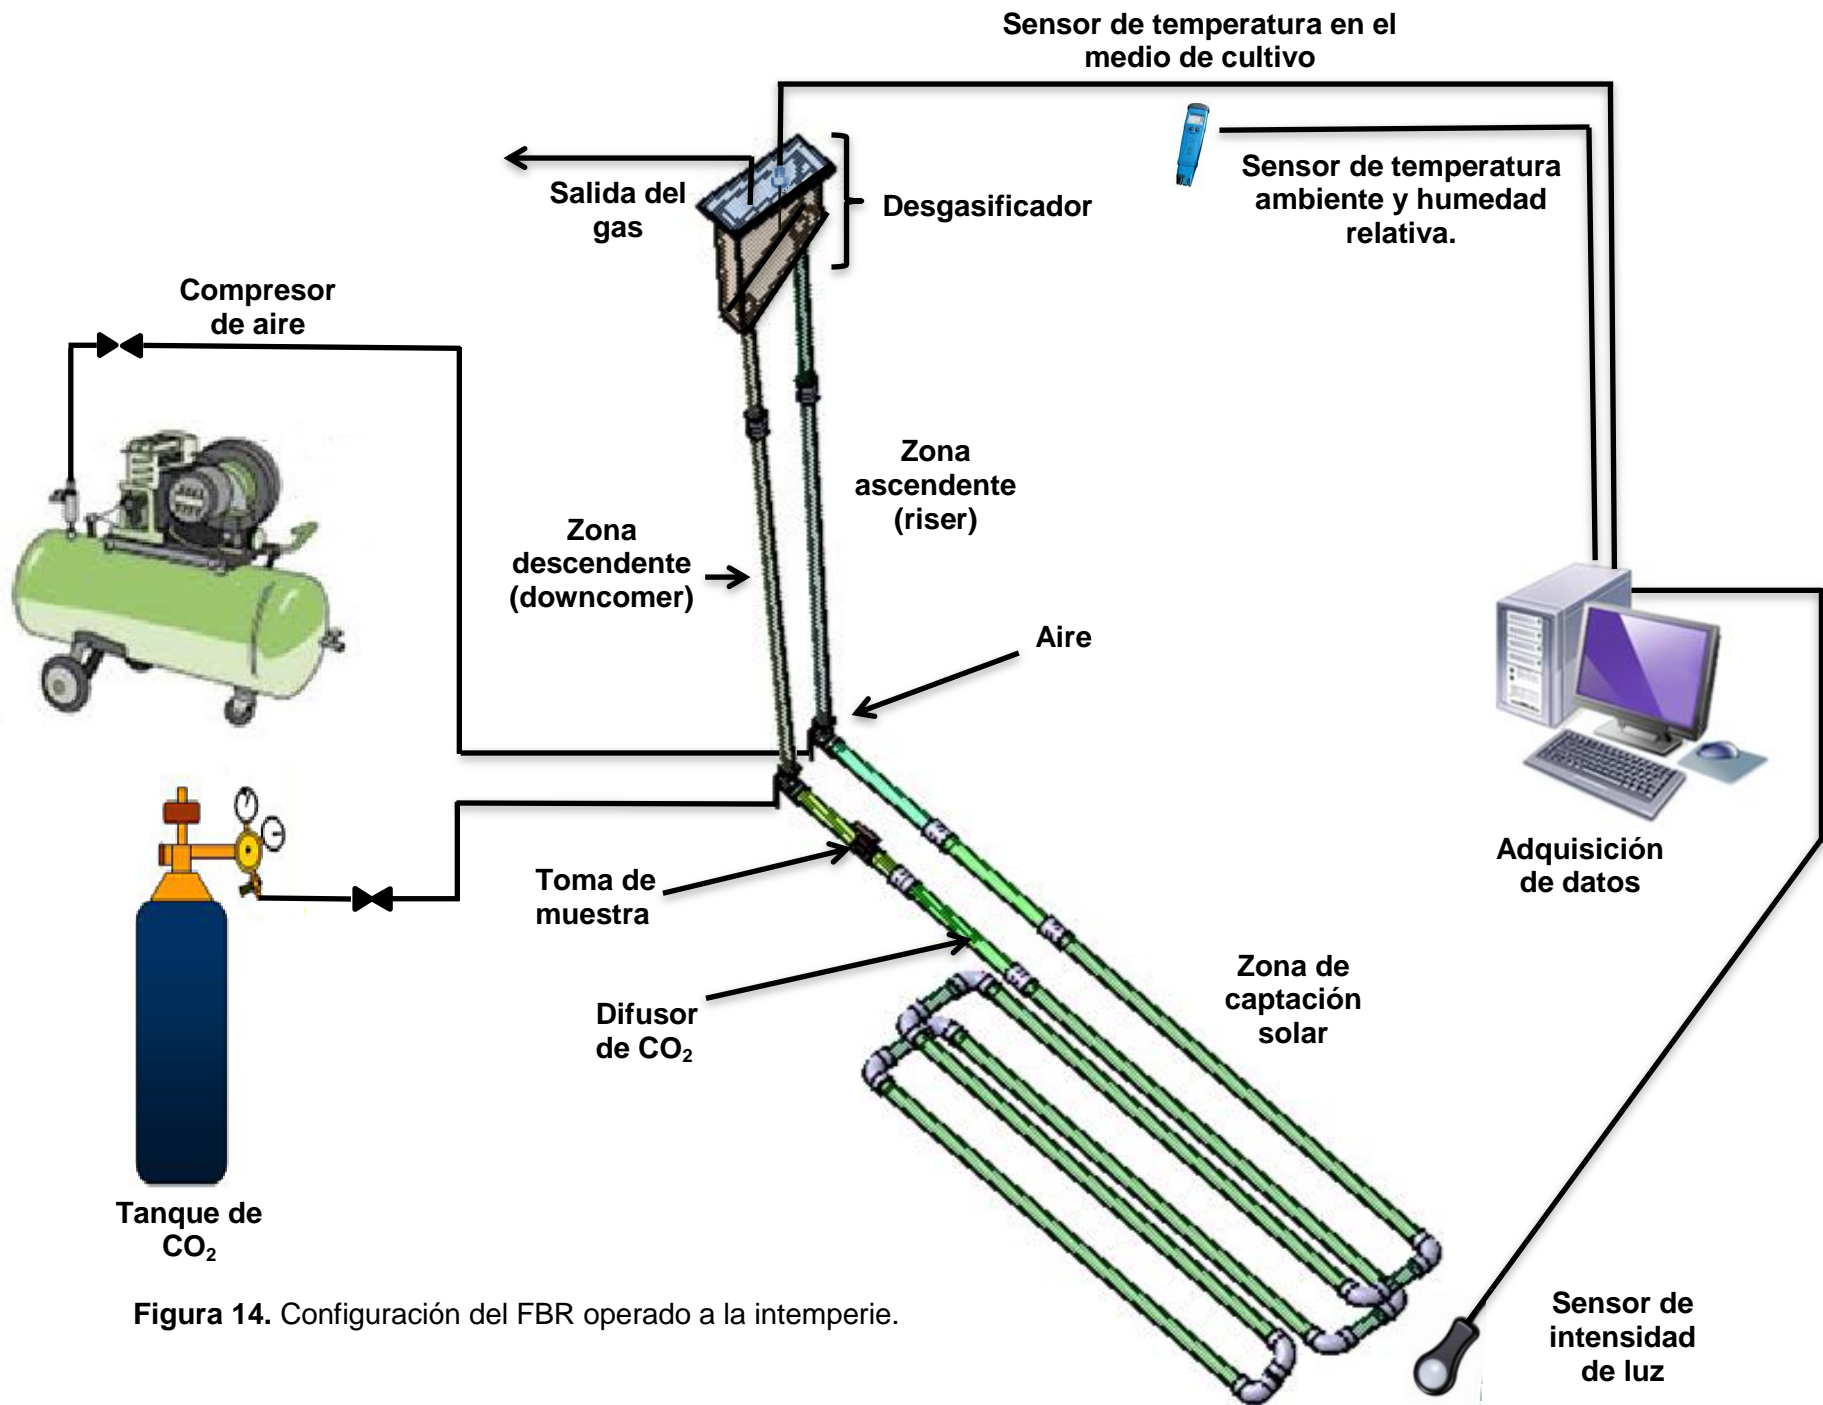 Sensor de temperatura en el
medio de cultivo
Salida del
gas
Desgasificador
Sensor de temperatura
ambiente y humedad
relativa.
Compresor
de aire
Zona
ascendente
(riser)
Zona
descendente
(downcomer)
Aire
Adquisición
de datos
Toma de
muestra
Difusor
de CO₂
Zona de
captación
solar
Tanque de
CO₂
Sensor de
intensidad
de luz
Figura 14. Configuración del FBR operado a la intemperie.